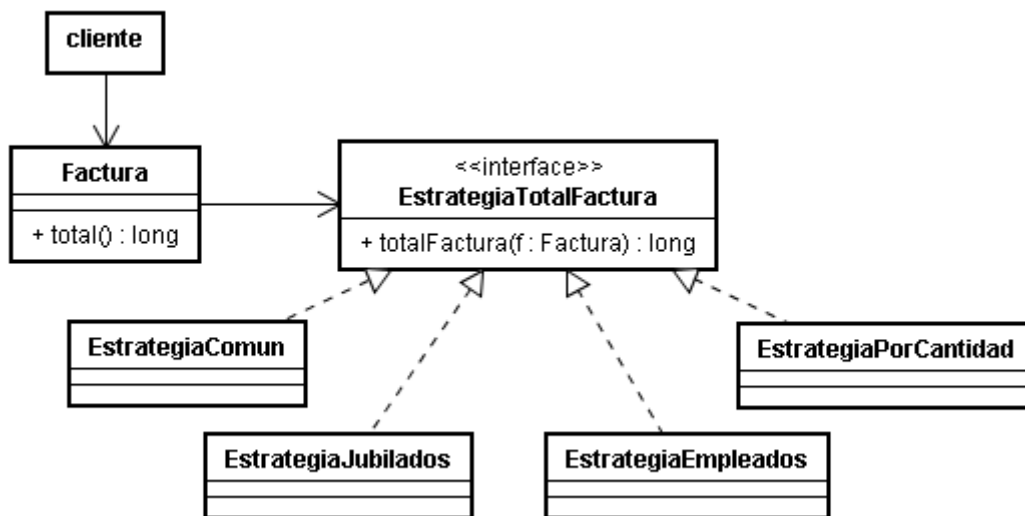 cliente
Factura
+ total() : long
<<interface>>
EstrategiaTotalFactura
+ totalFactura(f : Factura) : long
EstrategiaComun
EstrategiaPorCantidad
EstrategiaJubilados
EstrategiaEmpleados